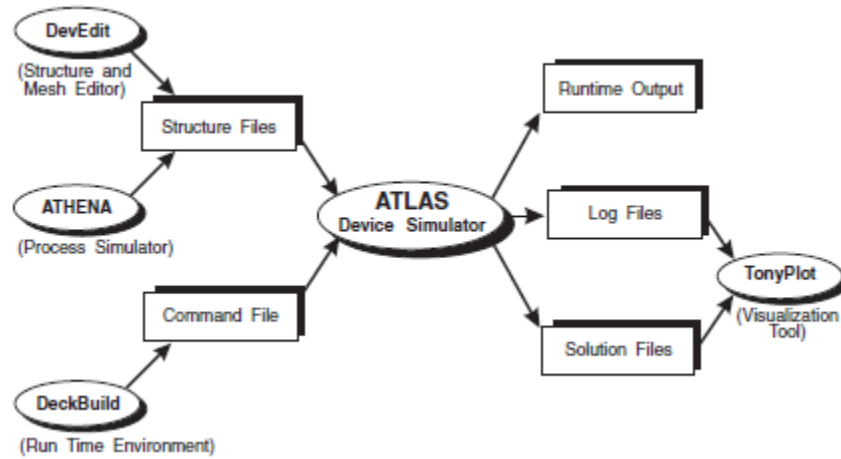 DevEdit
(Structure and
Mesh Editor)
Structure Files
ATHENA
(Process Simulator)
Command File
DeckBuild
(Run Time Environment)
ATLAS
Device Simulator
Runtime Output
Log Files
Solution Files
TonyPlot
(Visualization
Tool)